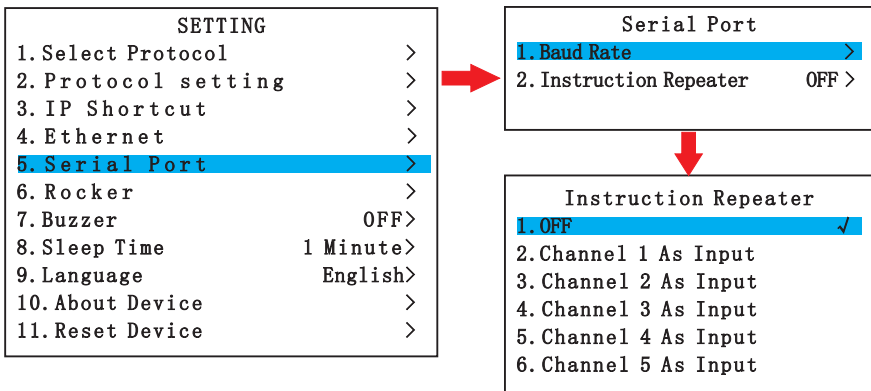 SETTING
1.Select Protocol >
2.Protocol setting >
3.IP Shortcut >
4.Ethernet >
5.Serial Port >
6.Rocker >
7.Buzzer OFF>
8.Sleep Time 1 Minute>
9.Language English>
10.About Device >
11.Reset Device >
Serial Port
1.Baud Rate >
2.Instruction Repeater OFF >
Instruction Repeater
1.OFF √
2.Channel 1 As Input
3.Channel 2 As Input
4.Channel 3 As Input
5.Channel 4 As Input
6.Channel 5 As Input